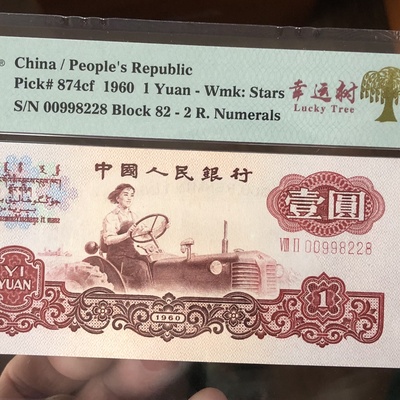 ®
China / People's Republic
Pick# 874cf 1960 1 Yuan - Wmk: Stars
S/N 00998228 Block 82 - 2 R. Numerals
幸运树
Lucky Tree
中國人民銀行
壹圓
VIII II 00998228
YI
YUAN
1960
1